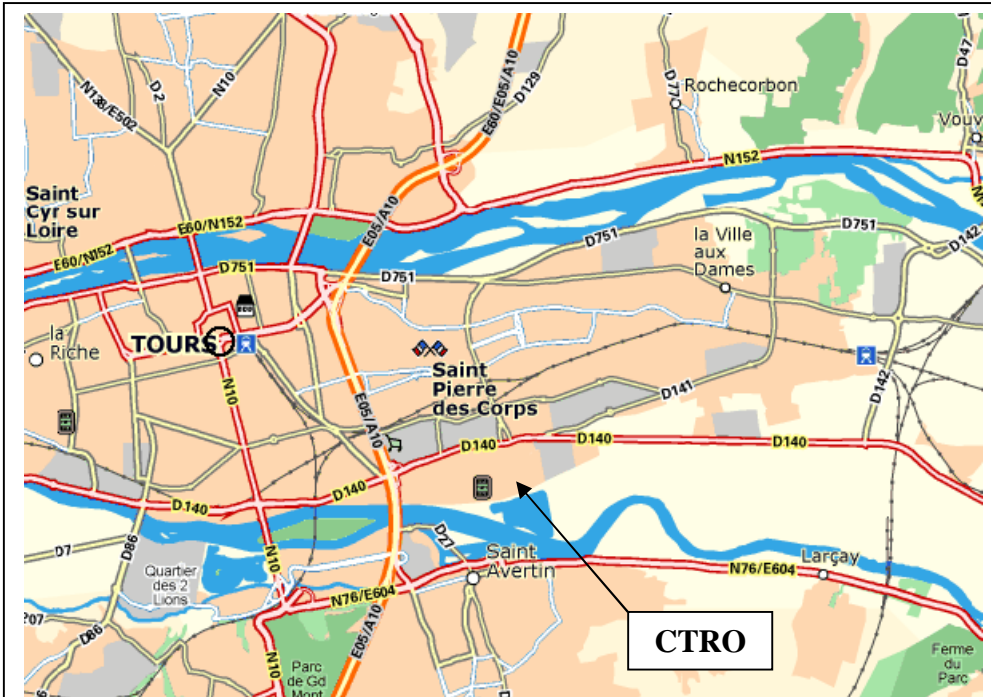 N138/E502
D2
N10
E60/E05/A10
D129
D77
Rochecorbon
D47
Vouv
N152
Saint
Cyr sur
Loire
E60/N152
E60/N152
E05/A10
D751
D751
D751
D751
D142
la Ville
aux
Dames
la
Riche
TOURS
Saint
Pierre
des Corps
N10
E05/A10
D141
D142
D140
D140
D140
D140
D140
D7
D86
Quartier
des 2
Lions
N10
D27
Saint
Avertin
N76/E604
N76/E604
Larçay
E05/A10
'07
D86
N10
Parc
de Gd
Mont
CTRO
Ferme
du
Parc